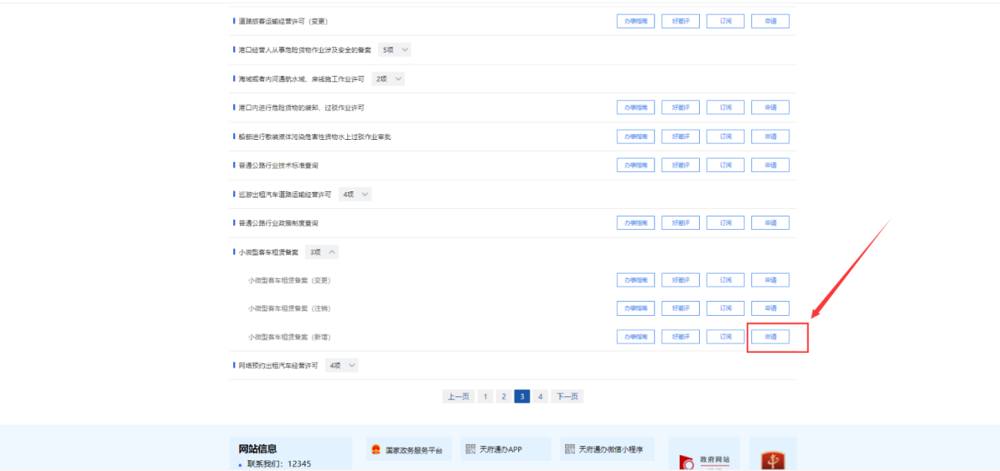 道路旅客运输经营许可（变更） 办事指南 好差评 订阅 申请
港口经营人从事危险货物作业涉及安全的备案 5项
海域或者内河通航水域、岸线施工作业许可 2项
港口内进行危险货物的装卸、过驳作业许可 办事指南 好差评 订阅 申请
船舶进行散装液体污染危害性货物水上过驳作业审批 办事指南 好差评 订阅 申请
普通公路行业技术标准查询 办事指南 好差评 订阅 申请
巡游出租汽车道路运输经营许可 4项
普通公路行业政策制度查询 办事指南 好差评 订阅 申请
小微型客车租赁备案 3项
小微型客车租赁备案（变更） 办事指南 好差评 订阅 申请
小微型客车租赁备案（注销） 办事指南 好差评 订阅 申请
小微型客车租赁备案（新增） 办事指南 好差评 订阅 申请
网络预约出租汽车经营许可 4项
上一页 1 2 3 4 下一页
网站信息 国家政务服务平台 天府通办APP 天府通办微信小程序
联系我们：12345 政府网站